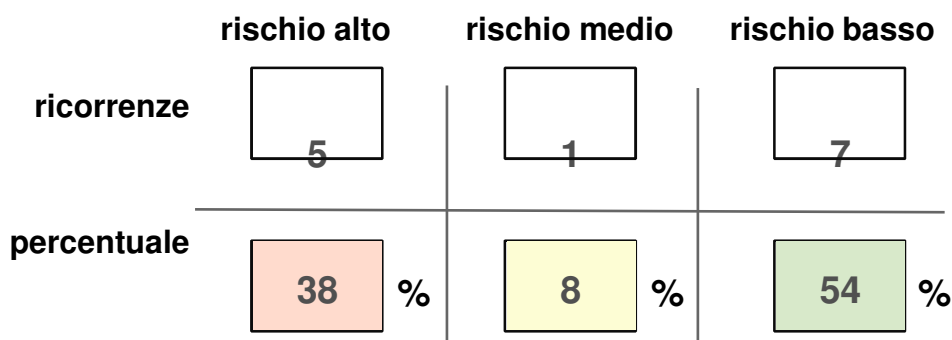 rischio alto rischio medio rischio basso
ricorrenze
5 1 7
percentuale
38 % 8 % 54 %